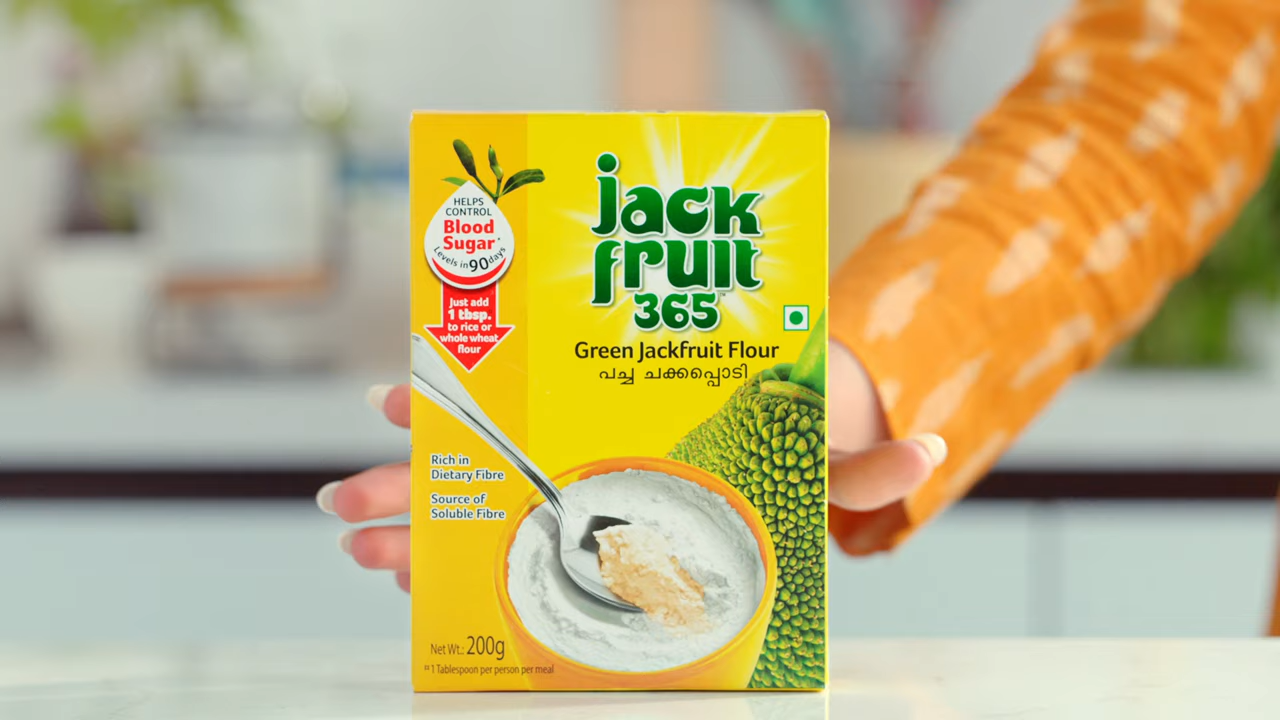 HELPS
CONTROL
Blood
Sugar*
Levels in 90 days
Just add
1 tbsp.
to rice or
whole wheat
flour
jack
fruit
365™
Green Jackfruit Flour
പച്ച ചക്കപ്പൊടി
Rich in
Dietary Fibre
Source of
Soluble Fibre
Net Wt.: 200g
#1 Tablespoon per person per meal